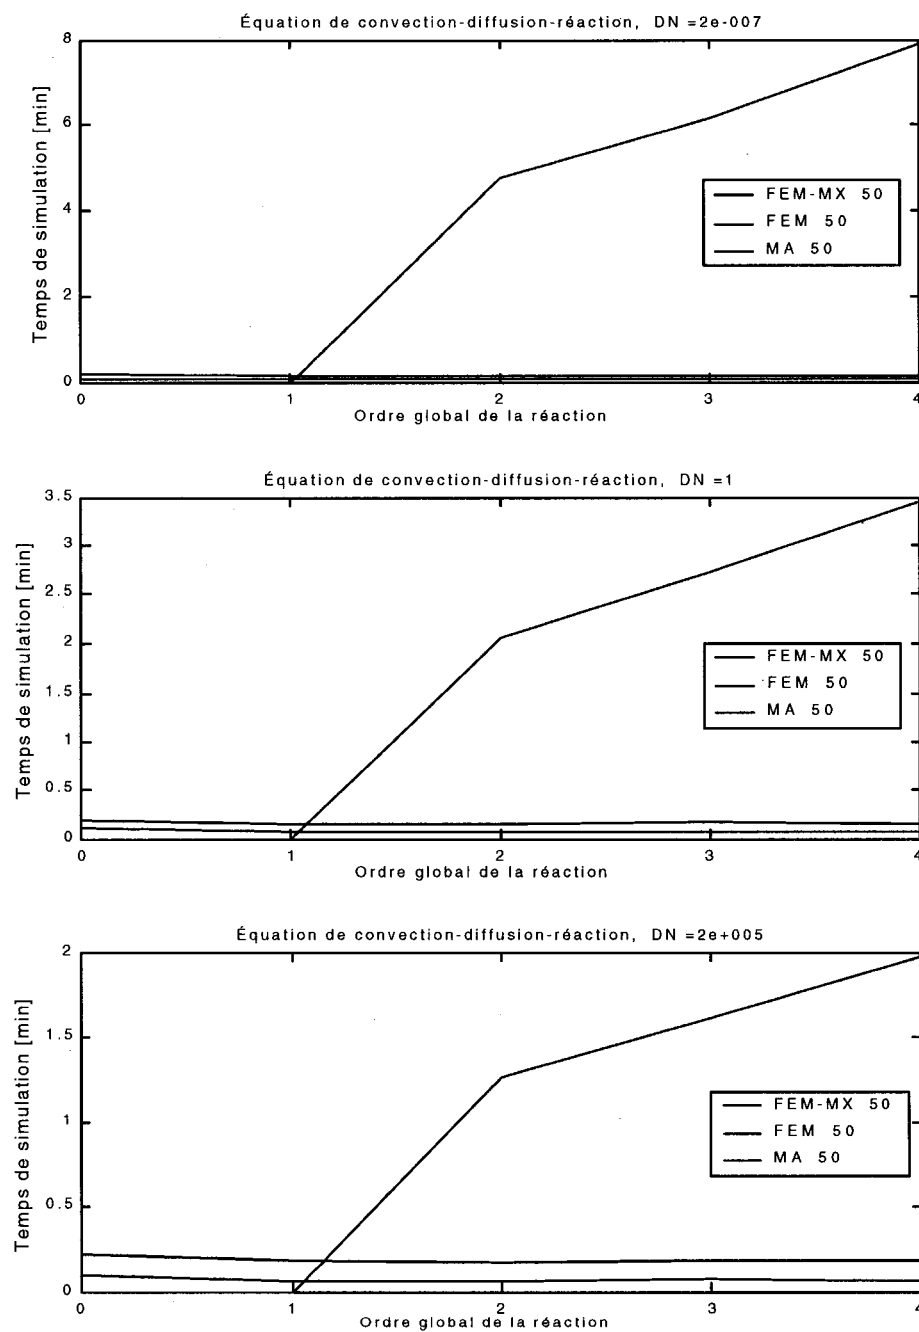 Équation de convection-diffusion-réaction, DN =2e-007
Temps de simulation [min]
8
6
4
2
0
FEM-MX 50
FEM 50
MA 50
0 1 2 3 4
Ordre global de la réaction
Équation de convection-diffusion-réaction, DN =1
Temps de simulation [min]
3.5
3
2.5
2
1.5
1
0.5
0
FEM-MX 50
FEM 50
MA 50
0 1 2 3 4
Ordre global de la réaction
Équation de convection-diffusion-réaction, DN =2e+005
Temps de simulation [min]
2
1.5
1
0.5
0
FEM-MX 50
FEM 50
MA 50
0 1 2 3 4
Ordre global de la réaction